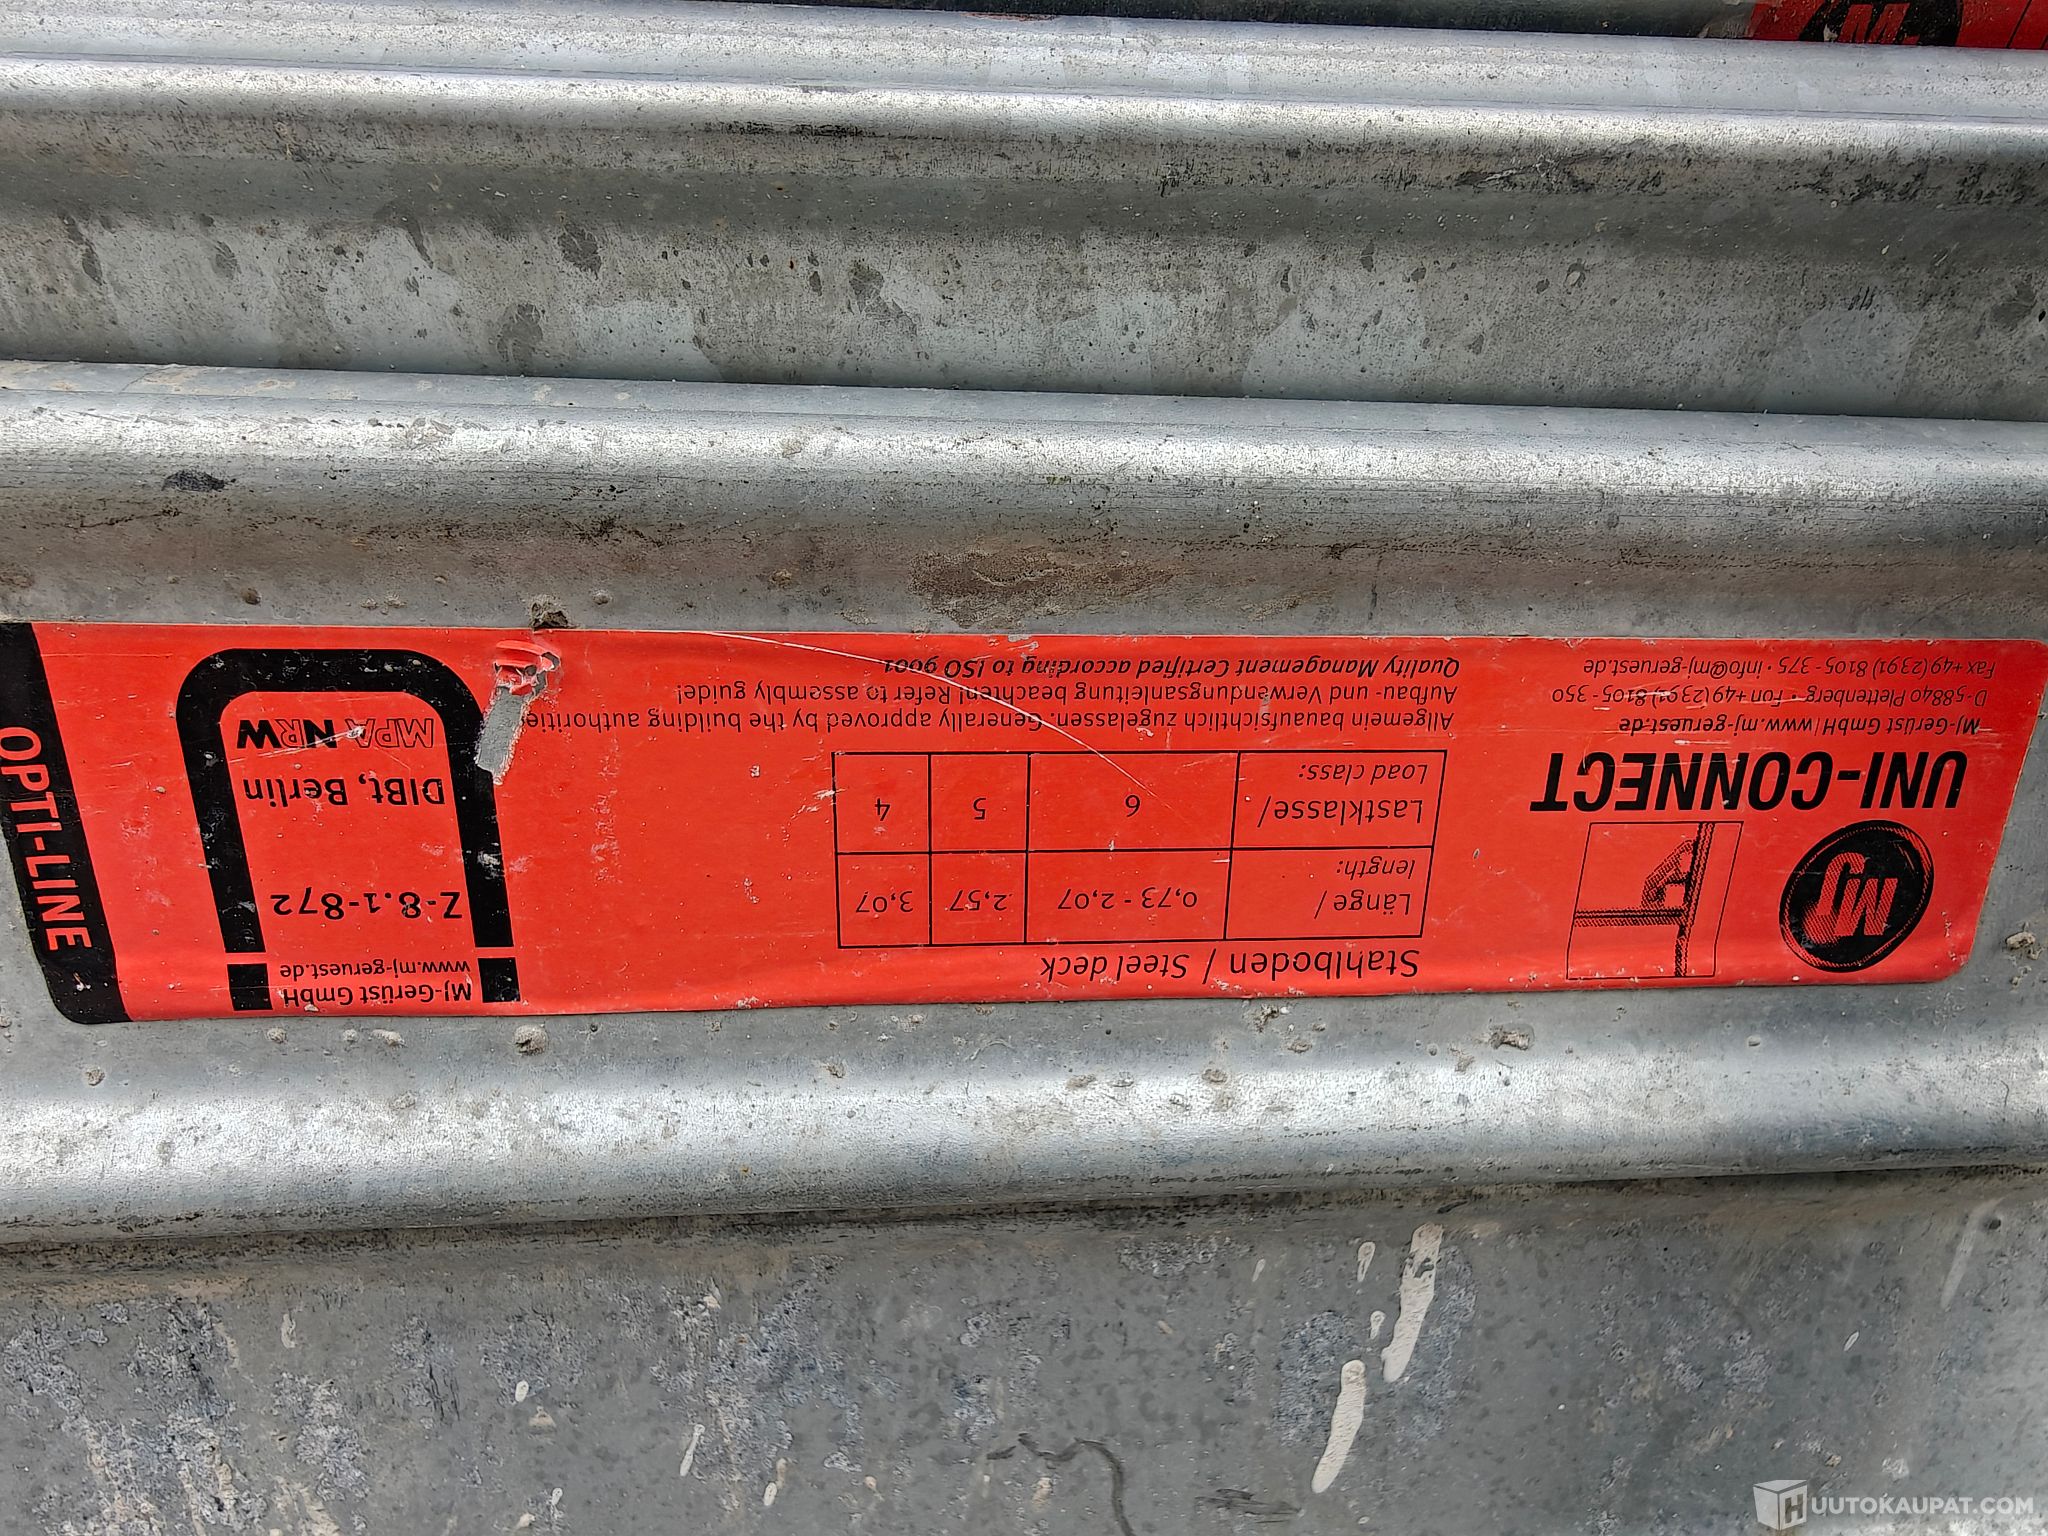 MJ
UNI-CONNECT
MJ-Gerüst GmbH/www.mj-geruest.de
D-58840 Plettenberg • Fon +49(2391) 8105-350
Fax+49(2391) 8105-375 • info@mj-geruest.de
Stahlboden / Steel deck
Länge/
length:
0,73 - 2,07
2,57
3,07
Lastklasse/
Load class:
6
5
4
Allgemein bauaufsichtlich zugelassen. Generally approved by the building authorities
Aufbau- und Verwendungsanleitung beachten! Refer to assembly guide!
Quality Management Certified according to ISO 9001.
MJ-Gerüst GmbH
www.mj-geruest.de
Z-8.1-872
DIBt, Berlin
MPA NRW
OPTI-LINE
MJ
HUUTOKAUPAT.COM